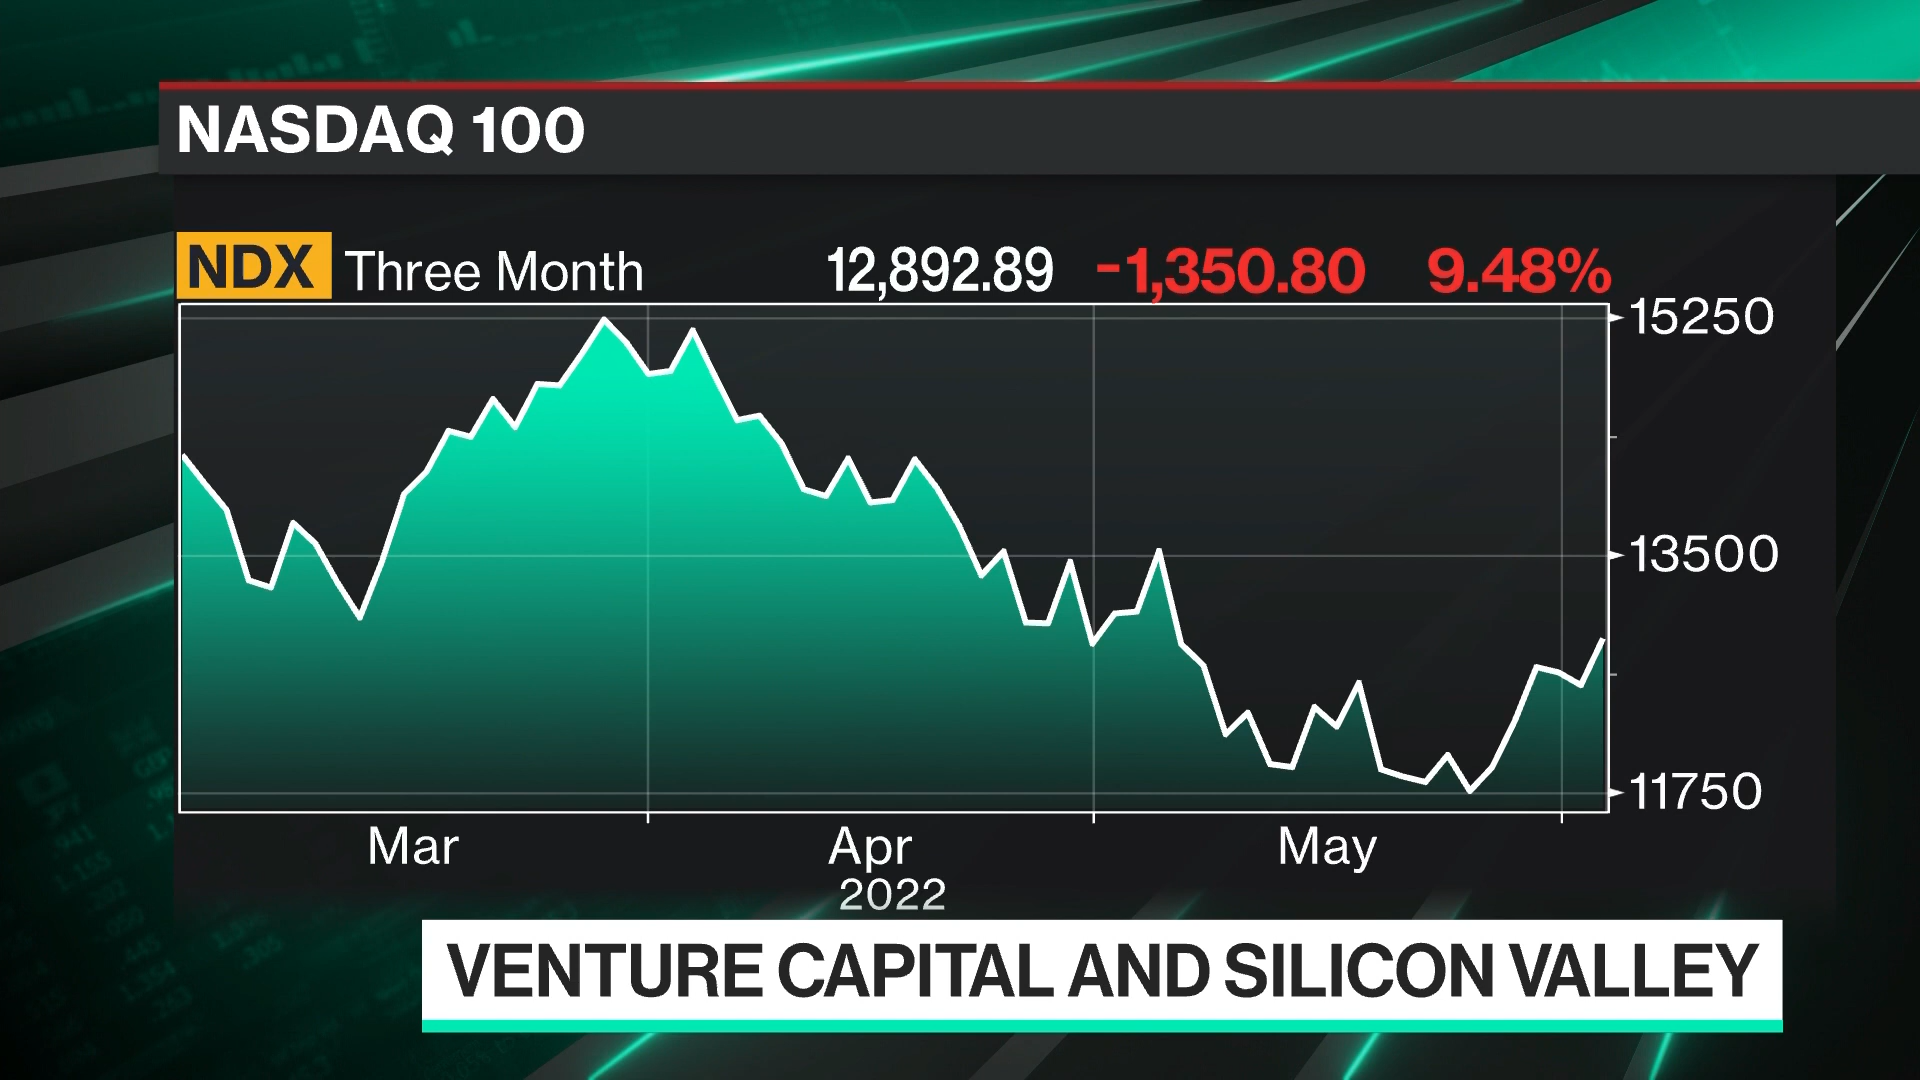 NASDAQ 100
NDX Three Month 12,892.89 -1,350.80 9.48%
15250
13500
11750
Mar Apr May
2022
VENTURE CAPITAL AND SILICON VALLEY